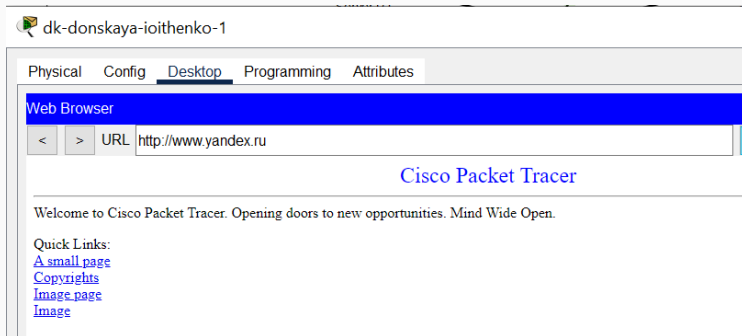 dk-donskaya-ioithenko-1
Physical Config Desktop Programming Attributes
Web Browser
< > URL http://www.yandex.ru
Cisco Packet Tracer
Welcome to Cisco Packet Tracer. Opening doors to new opportunities. Mind Wide Open.
Quick Links:
A small page
Copyrights
Image page
Image